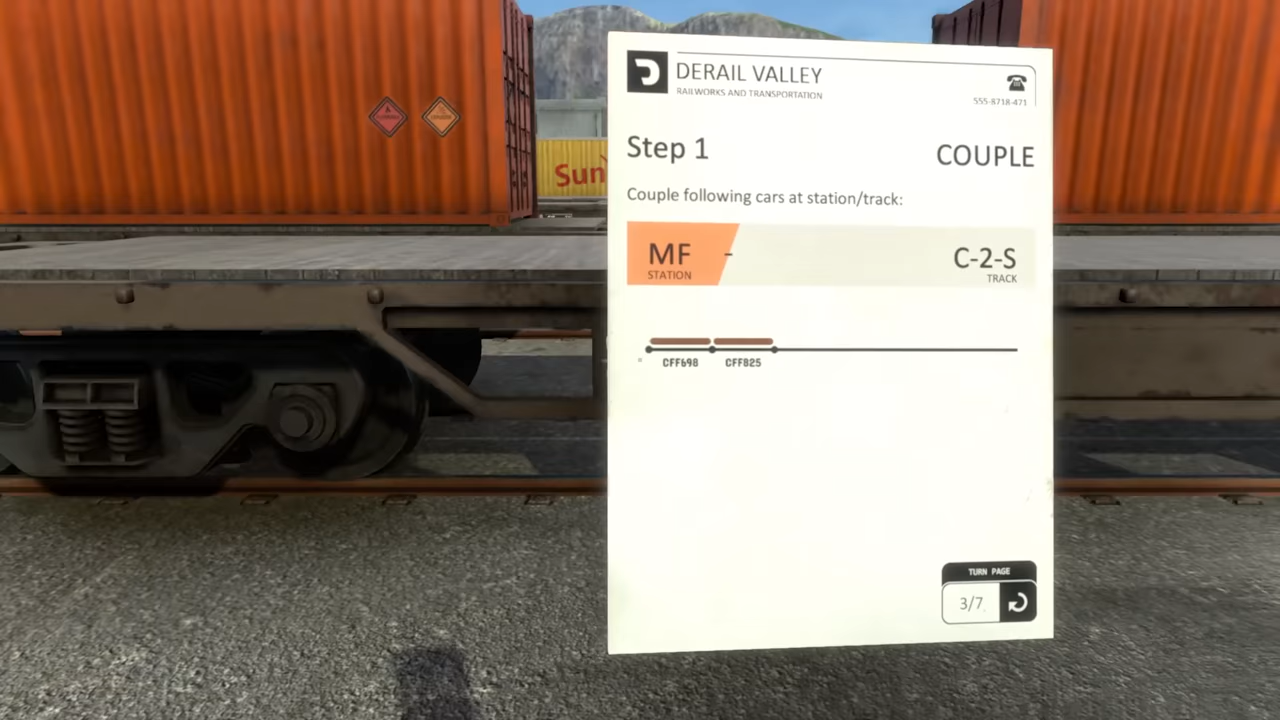 Sun
DERAIL VALLEY
RAILWORKS AND TRANSPORTATION
555-8718-471
Step 1
COUPLE
Couple following cars at station/track:
MF - C-2-S
STATION TRACK
CFF698 CFF825
TURN PAGE
3/7